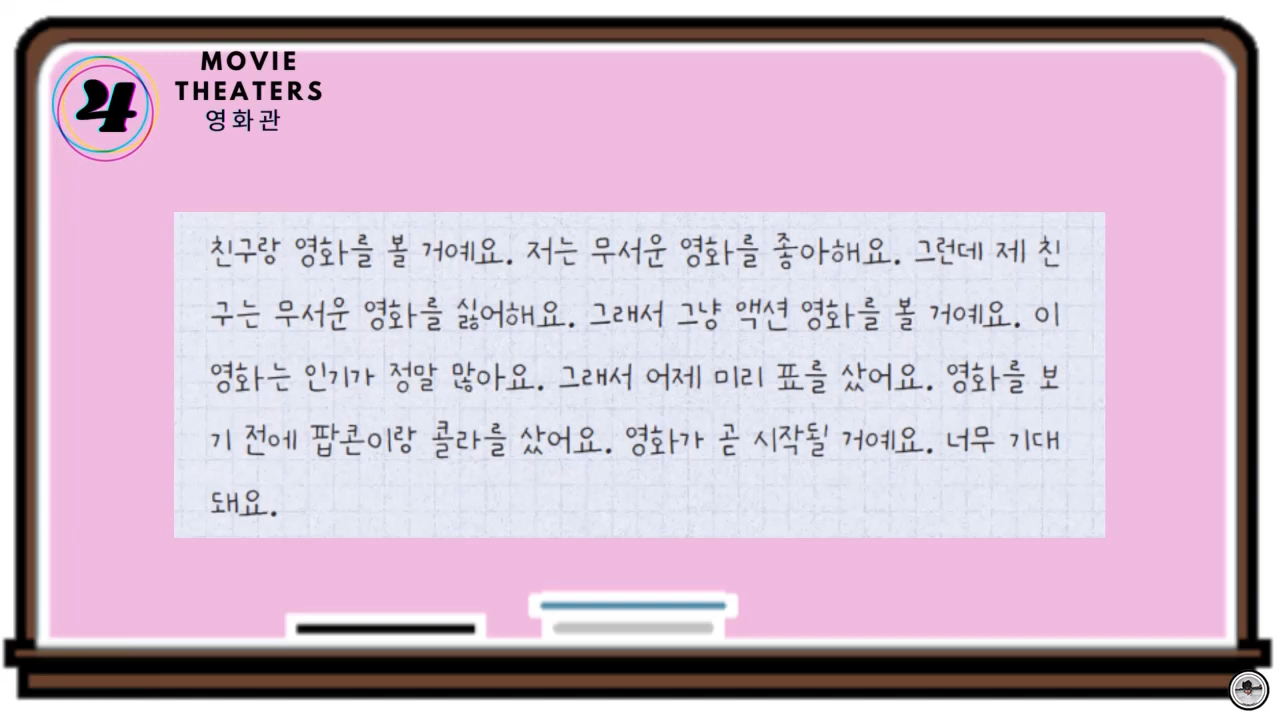 4
MOVIE
THEATERS
영화관
친구랑 영화를 볼 거예요. 저는 무서운 영화를 좋아해요. 그런데 제 친
구는 무서운 영화를 싫어해요. 그래서 그냥 액션 영화를 볼 거예요. 이
영화는 인기가 정말 많아요. 그래서 어제 미리 표를 샀어요. 영화를 보
기 전에 팝콘이랑 콜라를 샀어요. 영화가 곧 시작될 거예요. 너무 기대
돼요.